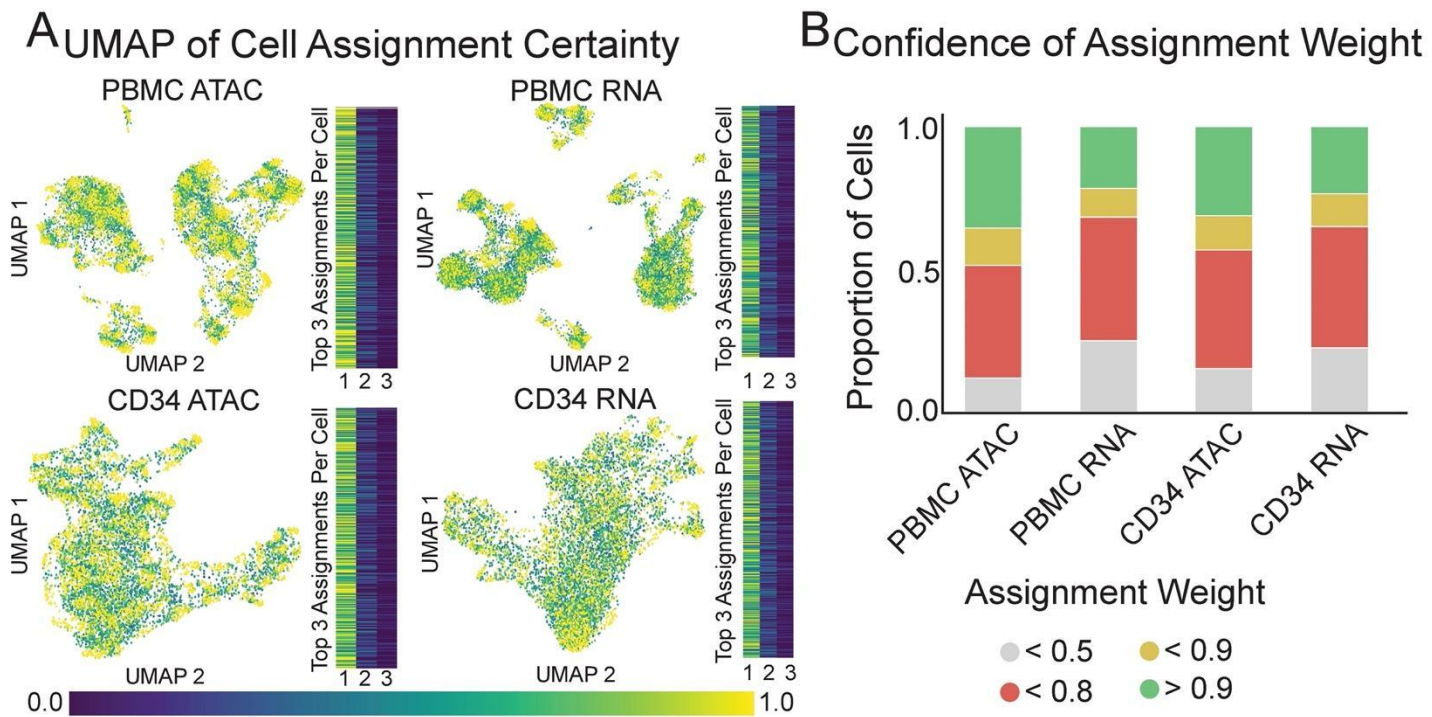 A UMAP of Cell Assignment Certainty
PBMC ATAC
UMAP 1
UMAP 2
Top 3 Assignments Per Cell
1 2 3
PBMC RNA
UMAP 1
UMAP 2
Top 3 Assignments Per Cell
1 2 3
CD34 ATAC
UMAP 1
UMAP 2
Top 3 Assignments Per Cell
1 2 3
CD34 RNA
UMAP 1
UMAP 2
Top 3 Assignments Per Cell
1 2 3
0.0 1.0
B Confidence of Assignment Weight
Proportion of Cells
1.0
0.5
0.0
PBMC ATAC
PBMC RNA
CD34 ATAC
CD34 RNA
Assignment Weight
< 0.5 < 0.9
< 0.8 > 0.9